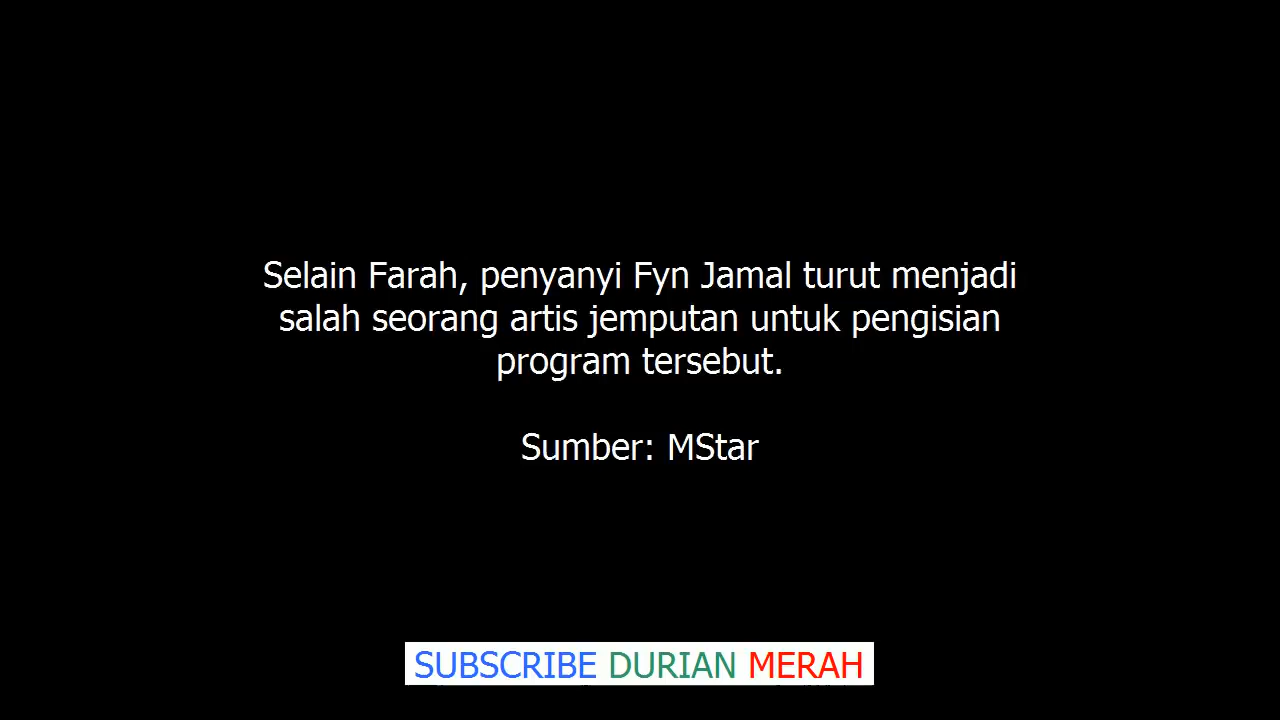 Selain Farah, penyanyi Fyn Jamal turut menjadi
salah seorang artis jemputan untuk pengisian
program tersebut.
Sumber: MStar
SUBSCRIBE DURIAN MERAH